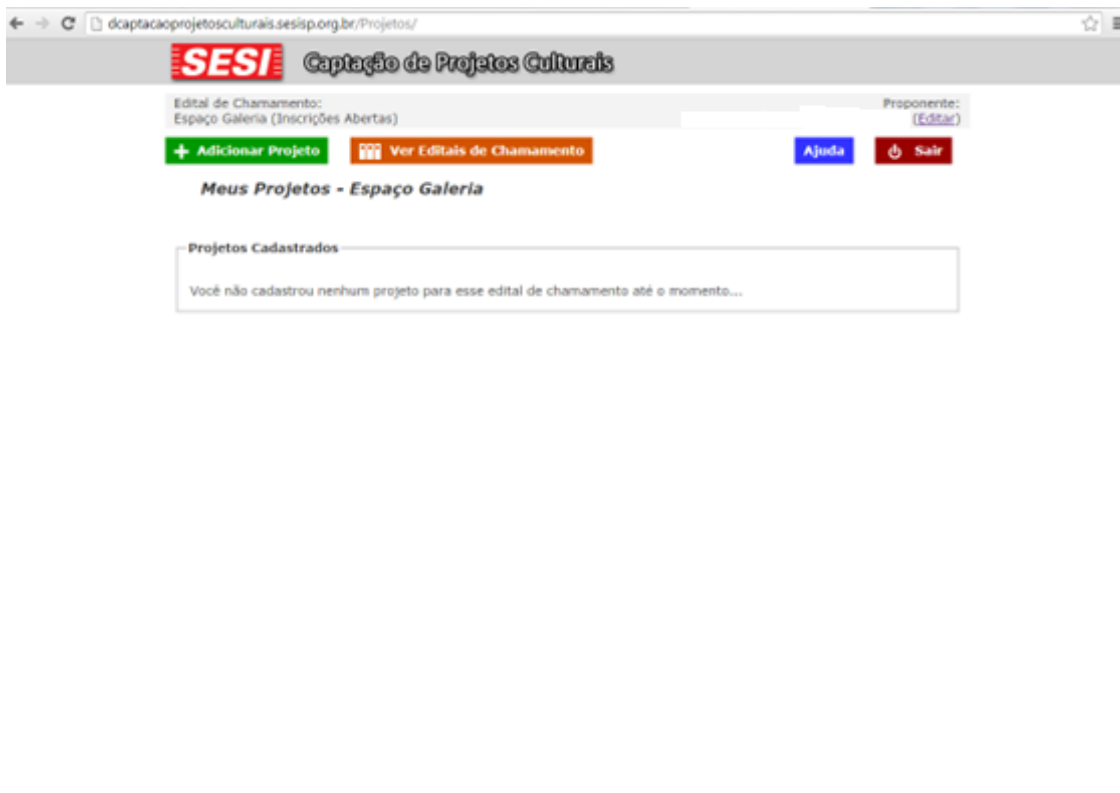 dcaptacaoprojetosculturais.sesisp.org.br/Projetos/
SESI Captação de Projetos Culturais
Edital de Chamamento: Proponente:
Espaço Galeria (Inscrições Abertas) (Editar)
Adicionar Projeto Ver Editais de Chamamento Ajuda Sair
Meus Projetos - Espaço Galeria
Projetos Cadastrados
Você não cadastrou nenhum projeto para esse edital de chamamento até o momento...